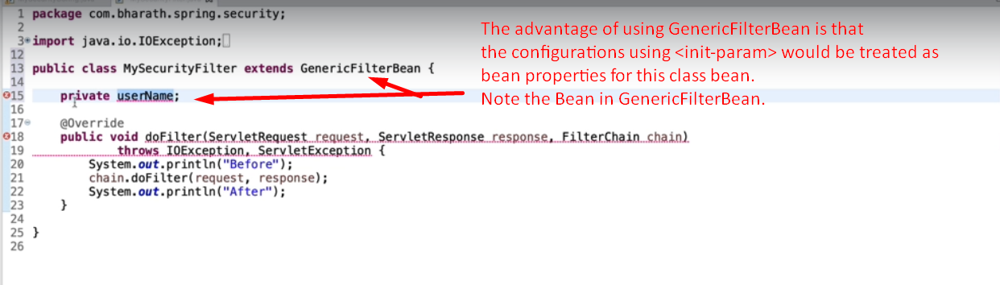 1 package com.bharath.spring.security;
2
3 import java.io.IOException;
12
13 public class MySecurityFilter extends GenericFilterBean {
14
15 private userName;
16
17 @Override
18 public void doFilter(ServletRequest request, ServletResponse response, FilterChain chain)
19 throws IOException, ServletException {
20 System.out.println("Before");
21 chain.doFilter(request, response);
22 System.out.println("After");
23 }
24
25 }
26
The advantage of using GenericFilterBean is that
the configurations using <init-param> would be treated as
bean properties for this class bean.
Note the Bean in GenericFilterBean.